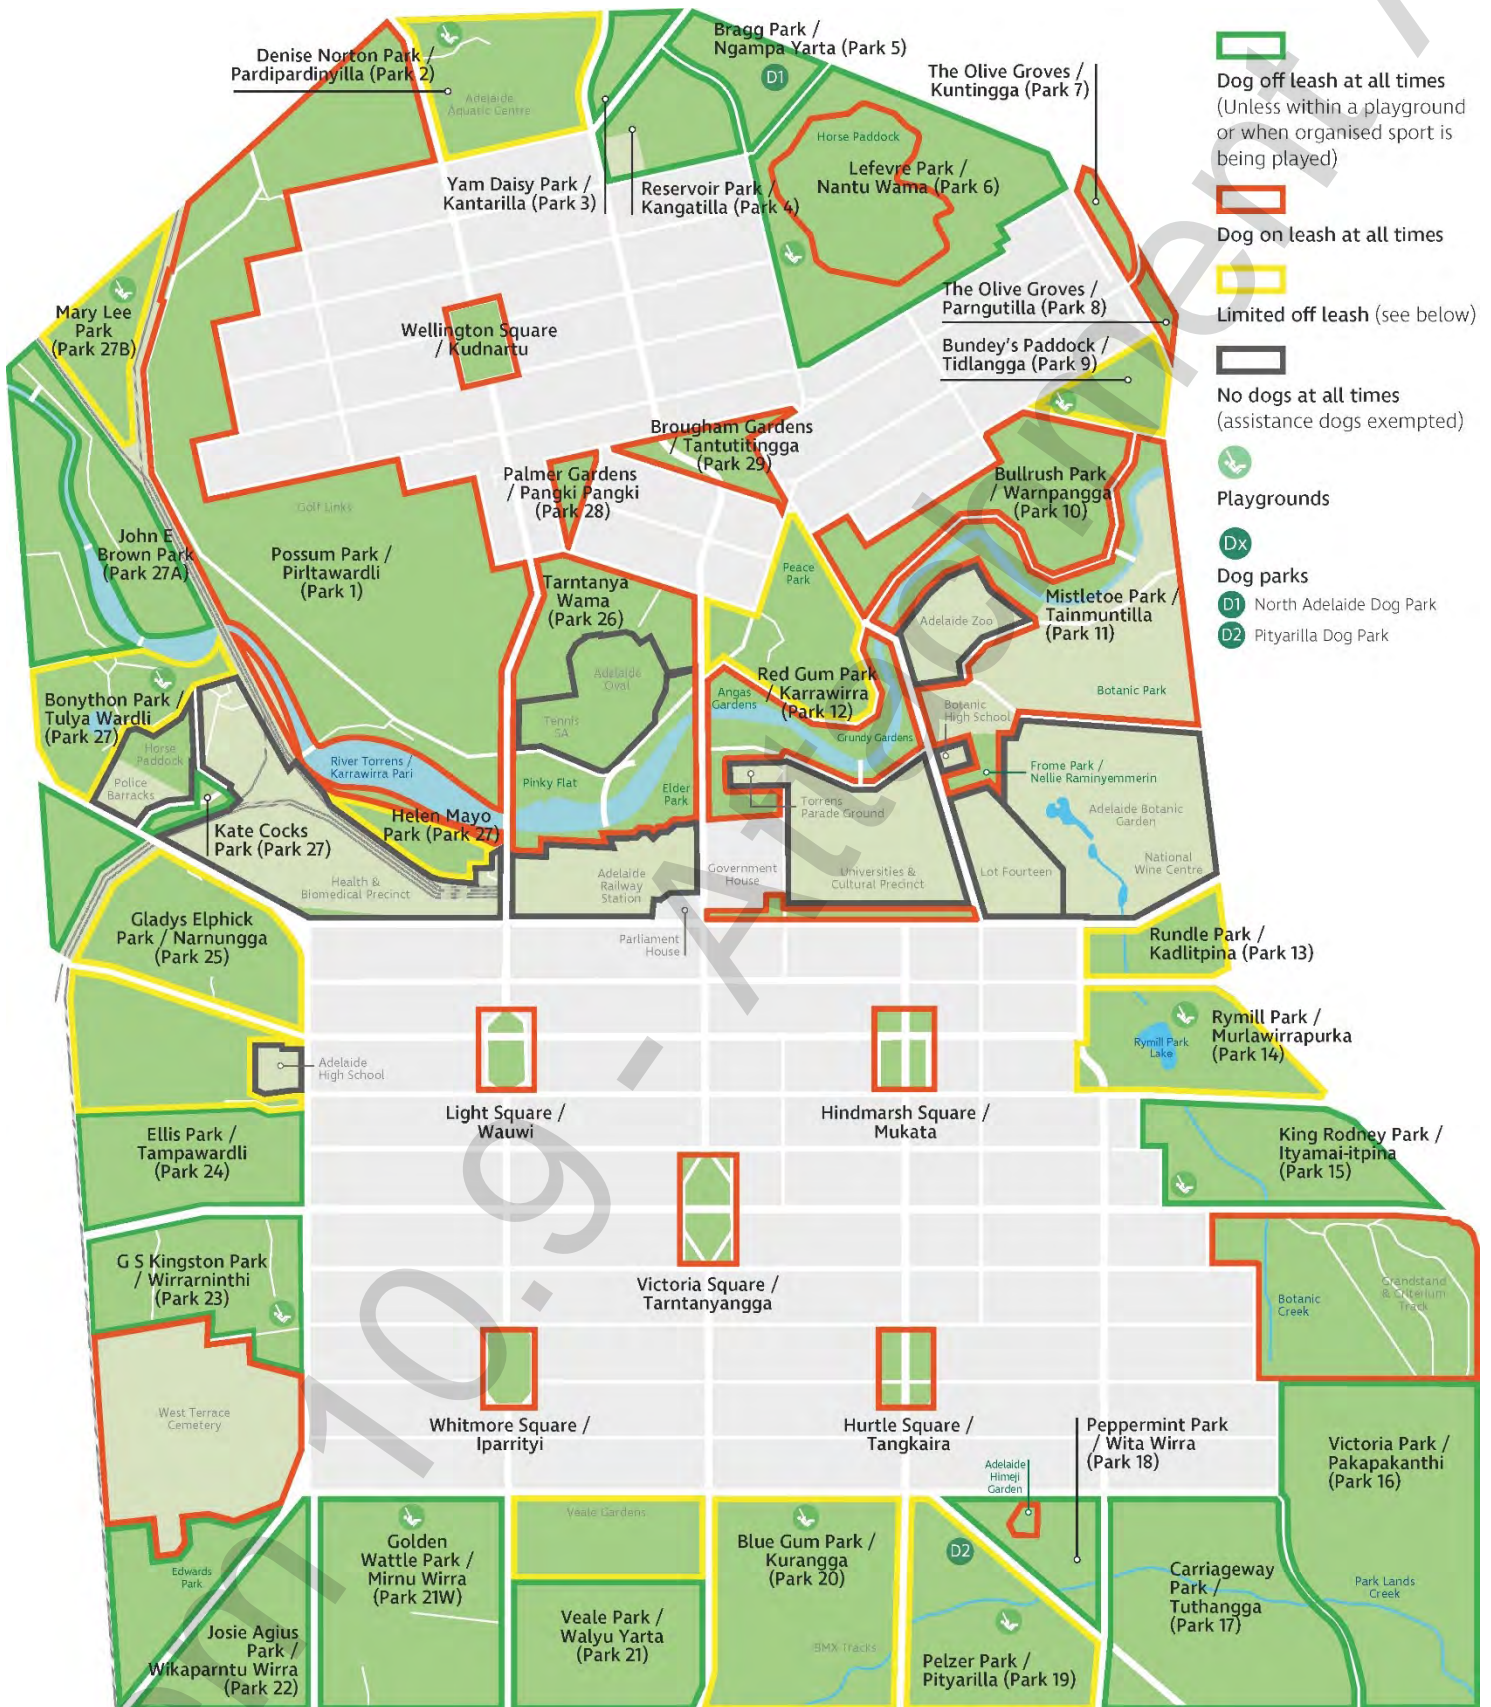 Denise Norton Park /
Pardipardinyilla (Park 2)
Adelaide
Aquatic Centre
Bragg Park /
Ngampa Yarta (Park 5)
D1
The Olive Groves /
Kuntingga (Park 7)
Horse Paddock
Lefevre Park /
Nantu Wama (Park 6)
Yam Daisy Park /
Kantarilla (Park 3)
Reservoir Park /
Kangatilla (Park 4)
Dog off leash at all times
(Unless within a playground
or when organised sport is
being played)
Dog on leash at all times
Limited off leash (see below)
No dogs at all times
(assistance dogs exempted)
Playgrounds
Dx
Dog parks
D1 North Adelaide Dog Park
D2 Pityarilla Dog Park
Mary Lee
Park
(Park 27B)
Wellington Square
/ Kudnartu
The Olive Groves /
Parngutilla (Park 8)
Bundey's Paddock /
Tidlangga (Park 9)
Brougham Gardens
/ Tantutitingga
(Park 29)
Palmer Gardens
/ Pangki Pangki
(Park 28)
Bullrush Park
/ Warnpangga
(Park 10)
Golf Links
John E
Brown Park
(Park 27A)
Possum Park /
Pirltawardli
(Park 1)
Tarntanya
Wama
(Park 26)
Peace
Park
Adelaide Zoo
Mistletoe Park /
Tainmuntilla
(Park 11)
Adelaide
Oval
Tennis
SA
Red Gum Park
/ Karrawirra
(Park 12)
Angas
Gardens
Grundy Gardens
Botanic Park
Botanic
High School
Bonython Park /
Tulya Wardli
(Park 27)
Horse
Paddock
Police
Barracks
River Torrens /
Karrawirra Pari
Pinky Flat
Elder
Park
Frome Park /
Nellie Raminyemmerin
Torrens
Parade Ground
Adelaide Botanic
Garden
Helen Mayo
Park (Park 27)
Kate Cocks
Park (Park 27)
Health &
Biomedical Precinct
Adelaide
Railway
Station
Government
House
Universities &
Cultural Precinct
Lot Fourteen
National
Wine Centre
Parliament
House
Gladys Elphick
Park / Narnungga
(Park 25)
Rundle Park /
Kadlitpina (Park 13)
Rymill Park /
Murlawirrapurka
(Park 14)
Rymill Park
Lake
Adelaide
High School
Light Square /
Wauwi
Hindmarsh Square /
Mukata
Ellis Park /
Tampawardli
(Park 24)
King Rodney Park /
Ityamai-itpina
(Park 15)
G S Kingston Park
/ Wirrarninthi
(Park 23)
Victoria Square /
Tarntanyangga
Botanic
Creek
Grandstand
& Criterium
Track
West Terrace
Cemetery
Whitmore Square /
Iparrityi
Hurtle Square /
Tangkaira
Peppermint Park
/ Wita Wirra
(Park 18)
Adelaide
Himeji
Garden
Victoria Park /
Pakapakanthi
(Park 16)
Veale Gardens
Golden
Wattle Park /
Mirnu Wirra
(Park 21W)
Blue Gum Park /
Kurangga
(Park 20)
D2
Edwards
Park
Carriageway
Park /
Tuthangga
(Park 17)
Park Lands
Creek
Josie Agius
Park /
Wikaparntu Wirra
(Park 22)
Veale Park /
Walyu Yarta
(Park 21)
BMX Tracks
Pelzer Park /
Pityarilla (Park 19)
10.9 - Attachment